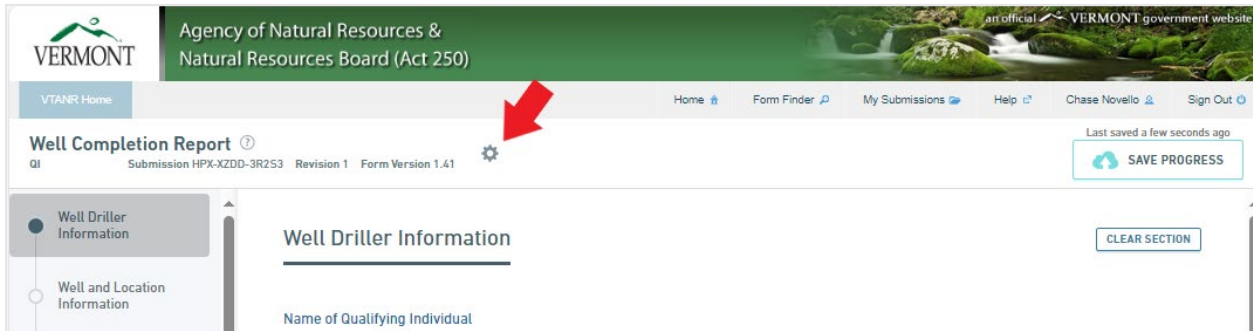 VERMONT
Agency of Natural Resources &
Natural Resources Board (Act 250)
an official VERMONT government website
VTANR Home
Home
Form Finder
My Submissions
Help
Chase Novello
Sign Out
Well Completion Report ?
QI Submission HPX-XZDD-3R2S3 Revision 1 Form Version 1.41
Last saved a few seconds ago
SAVE PROGRESS
Well Driller
Information
Well and Location
Information
Well Driller Information
CLEAR SECTION
Name of Qualifying Individual